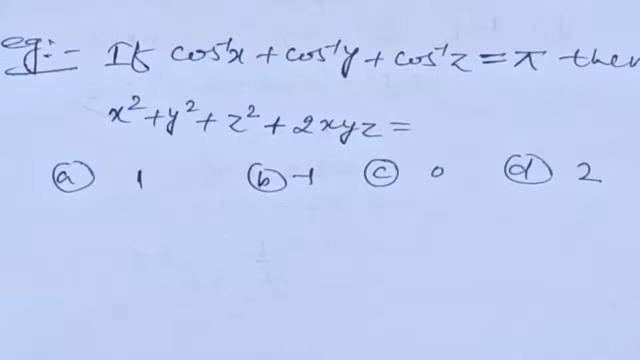 eg:- If cos⁻¹x + cos⁻¹y + cos⁻¹z = π then
x² + y² + z² + 2xyz =
(a) 1 (b) -1 (c) 0 (d) 2